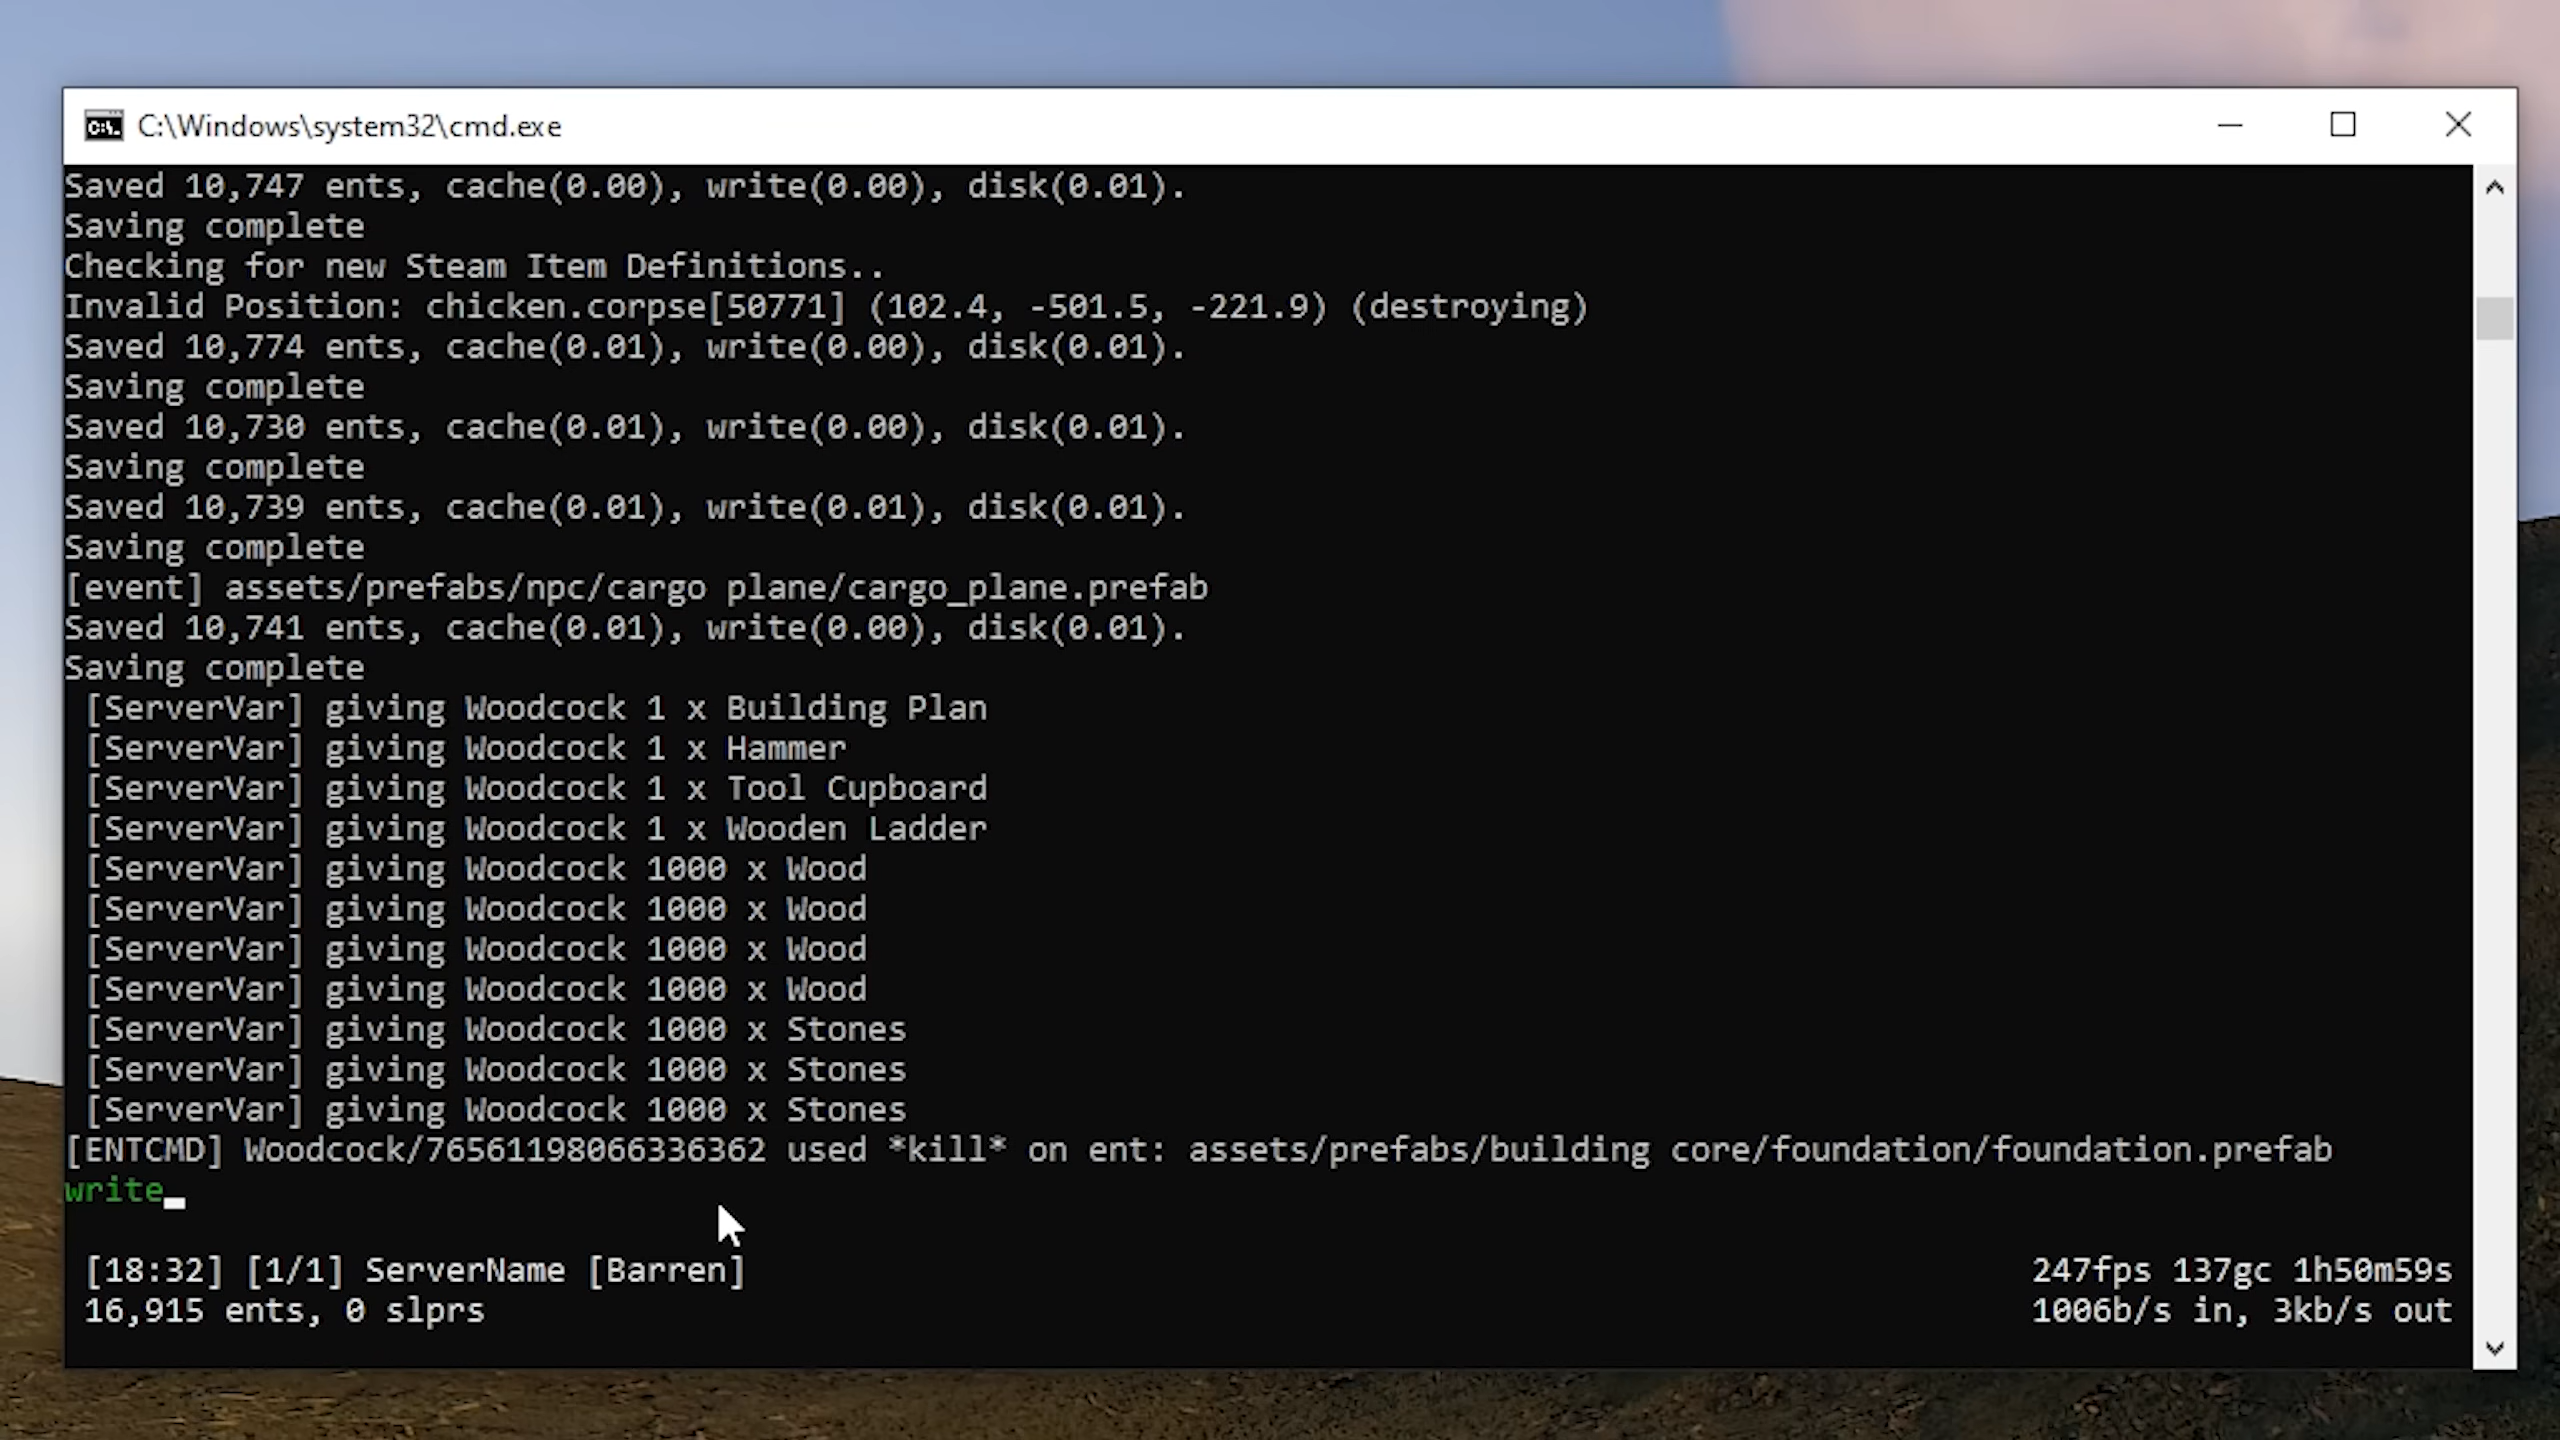 C:\Windows\system32\cmd.exe
Saved 10,747 ents, cache(0.00), write(0.00), disk(0.01).
Saving complete
Checking for new Steam Item Definitions..
Invalid Position: chicken.corpse[50771] (102.4, -501.5, -221.9) (destroying)
Saved 10,774 ents, cache(0.01), write(0.00), disk(0.01).
Saving complete
Saved 10,730 ents, cache(0.01), write(0.00), disk(0.01).
Saving complete
Saved 10,739 ents, cache(0.01), write(0.01), disk(0.01).
Saving complete
[event] assets/prefabs/npc/cargo plane/cargo_plane.prefab
Saved 10,741 ents, cache(0.01), write(0.00), disk(0.01).
Saving complete
[ServerVar] giving Woodcock 1 x Building Plan
[ServerVar] giving Woodcock 1 x Hammer
[ServerVar] giving Woodcock 1 x Tool Cupboard
[ServerVar] giving Woodcock 1 x Wooden Ladder
[ServerVar] giving Woodcock 1000 x Wood
[ServerVar] giving Woodcock 1000 x Wood
[ServerVar] giving Woodcock 1000 x Wood
[ServerVar] giving Woodcock 1000 x Wood
[ServerVar] giving Woodcock 1000 x Stones
[ServerVar] giving Woodcock 1000 x Stones
[ServerVar] giving Woodcock 1000 x Stones
[ENTCMD] Woodcock/76561198066336362 used *kill* on ent: assets/prefabs/building core/foundation/foundation.prefab
write
[18:32] [1/1] ServerName [Barren] 247fps 137gc 1h50m59s
16,915 ents, 0 slprs 1006b/s in, 3kb/s out